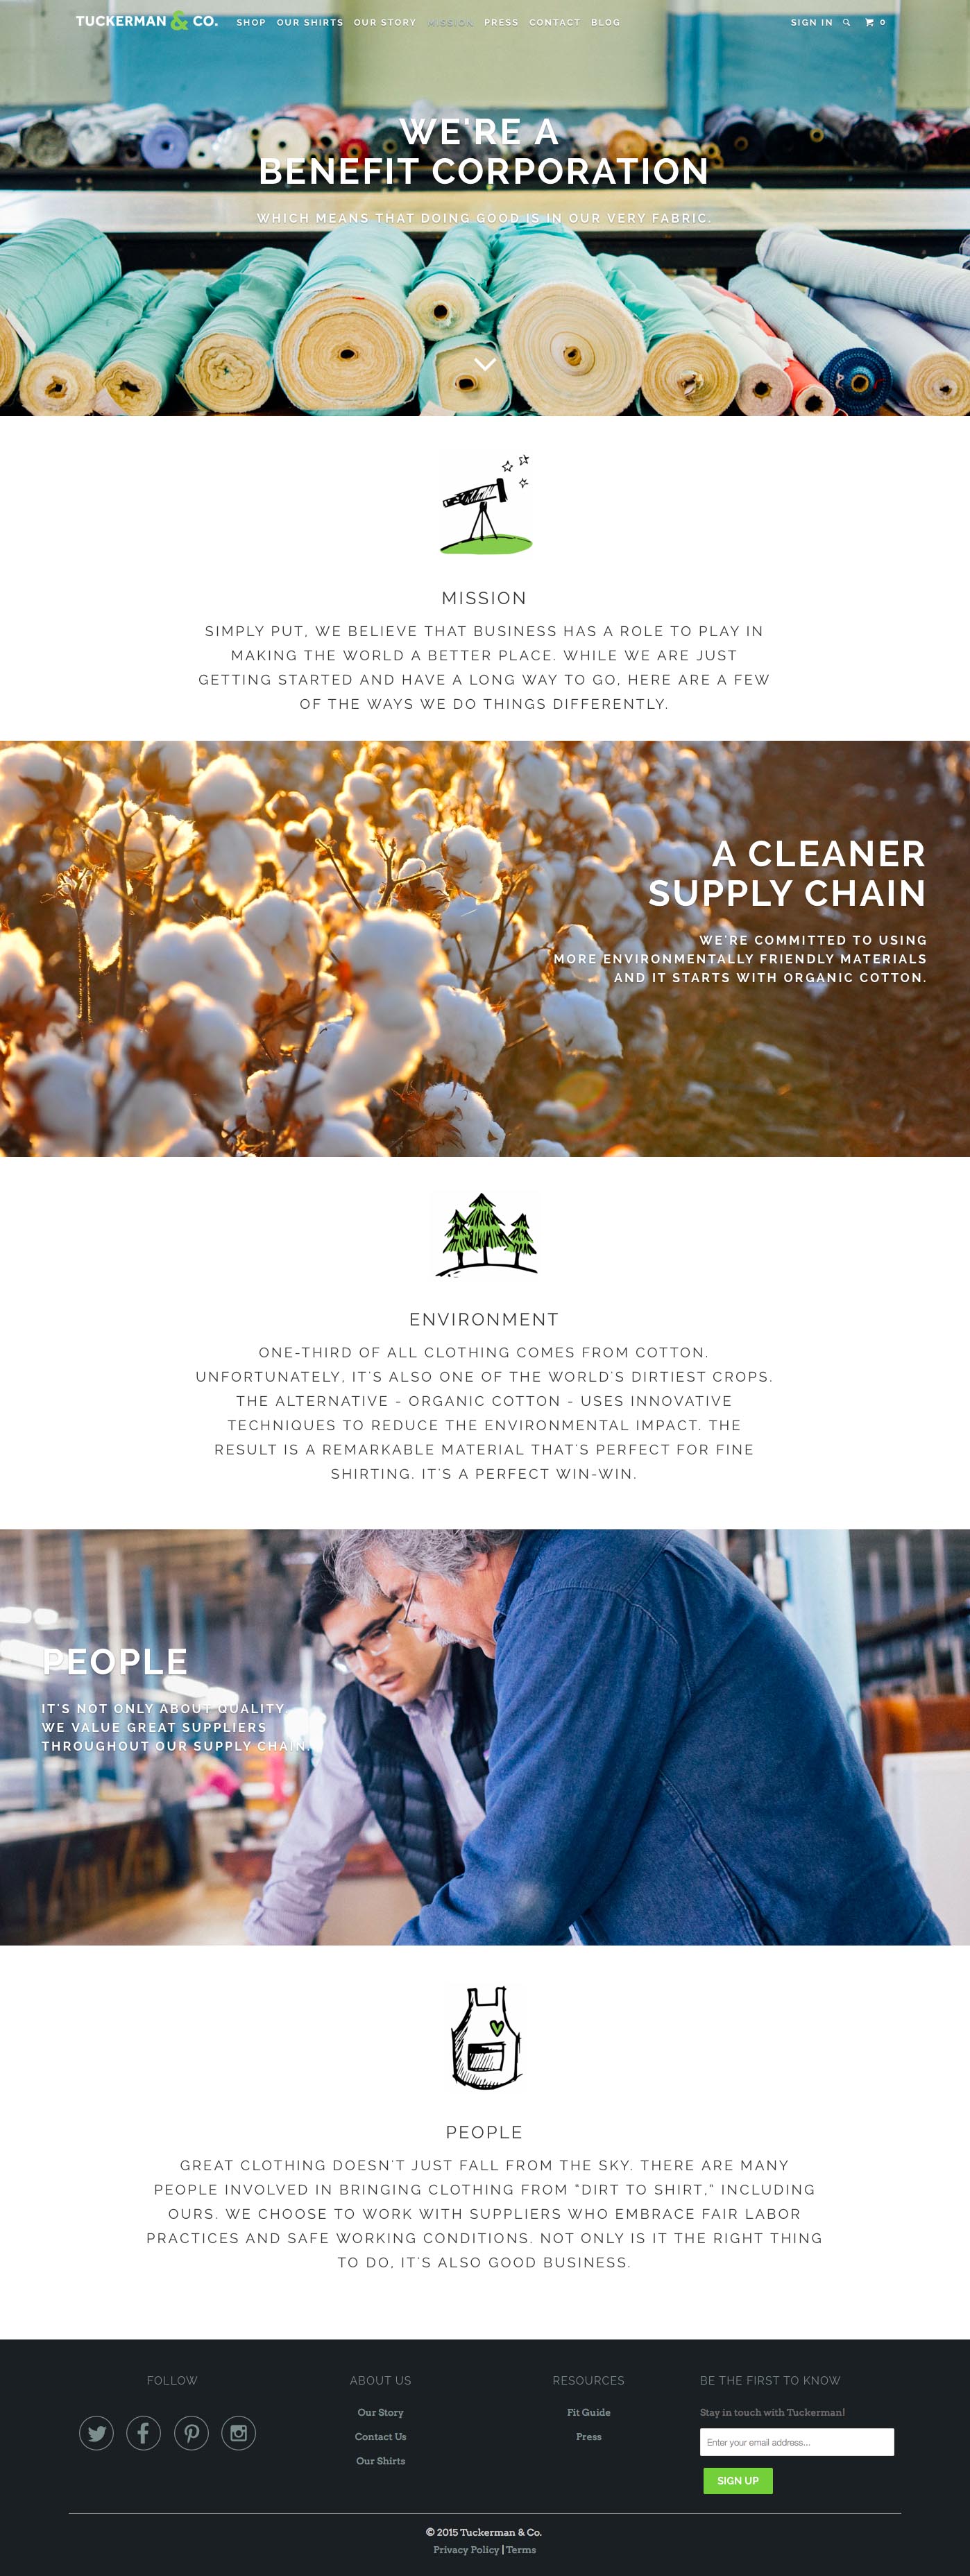 TUCKERMAN & CO. SHOP OUR SHIRTS OUR STORY MISSION PRESS CONTACT BLOG SIGN IN 0
WE'RE A
BENEFIT CORPORATION
WHICH MEANS THAT DOING GOOD IS IN OUR VERY FABRIC.
MISSION
SIMPLY PUT, WE BELIEVE THAT BUSINESS HAS A ROLE TO PLAY IN
MAKING THE WORLD A BETTER PLACE. WHILE WE ARE JUST
GETTING STARTED AND HAVE A LONG WAY TO GO, HERE ARE A FEW
OF THE WAYS WE DO THINGS DIFFERENTLY.
A CLEANER
SUPPLY CHAIN
WE'RE COMMITTED TO USING
MORE ENVIRONMENTALLY FRIENDLY MATERIALS
AND IT STARTS WITH ORGANIC COTTON.
ENVIRONMENT
ONE-THIRD OF ALL CLOTHING COMES FROM COTTON.
UNFORTUNATELY, IT'S ALSO ONE OF THE WORLD'S DIRTIEST CROPS.
THE ALTERNATIVE - ORGANIC COTTON - USES INNOVATIVE
TECHNIQUES TO REDUCE THE ENVIRONMENTAL IMPACT. THE
RESULT IS A REMARKABLE MATERIAL THAT'S PERFECT FOR FINE
SHIRTING. IT'S A PERFECT WIN-WIN.
PEOPLE
IT'S NOT ONLY ABOUT QUALITY.
WE VALUE GREAT SUPPLIERS
THROUGHOUT OUR SUPPLY CHAIN.
PEOPLE
GREAT CLOTHING DOESN'T JUST FALL FROM THE SKY. THERE ARE MANY
PEOPLE INVOLVED IN BRINGING CLOTHING FROM "DIRT TO SHIRT," INCLUDING
OURS. WE CHOOSE TO WORK WITH SUPPLIERS WHO EMBRACE FAIR LABOR
PRACTICES AND SAFE WORKING CONDITIONS. NOT ONLY IS IT THE RIGHT THING
TO DO, IT'S ALSO GOOD BUSINESS.
FOLLOW
ABOUT US
Our Story
Contact Us
Our Shirts
RESOURCES
Fit Guide
Press
BE THE FIRST TO KNOW
Stay in touch with Tuckerman!
Enter your email address...
SIGN UP
© 2015 Tuckerman & Co.
Privacy Policy | Terms